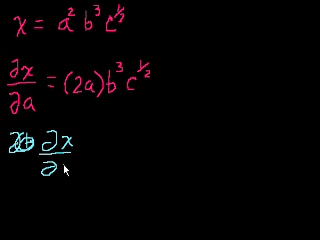 x = a² b³ c^½
∂x/∂a = (2a) b³ c^½
∂x/∂